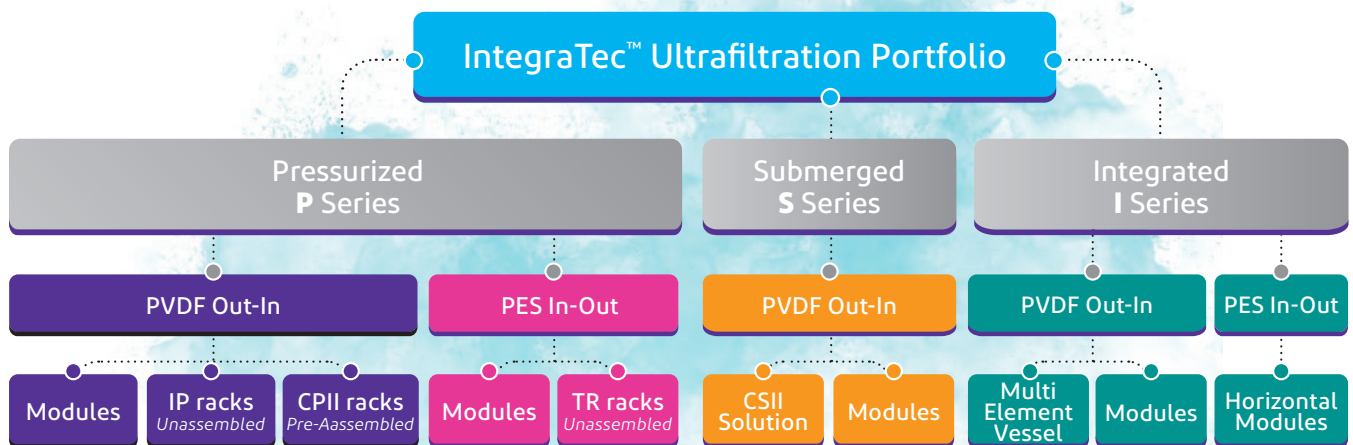 IntegraTec™ Ultrafiltration Portfolio
Pressurized
P Series
Submerged
S Series
Integrated
I Series
PVDF Out-In
PES In-Out
PVDF Out-In
PVDF Out-In
PES In-Out
Modules
IP racks
Unassembled
CPII racks
Pre-Aassembled
Modules
TR racks
Unassembled
CSII
Solution
Modules
Multi
Element
Vessel
Modules
Horizontal
Modules